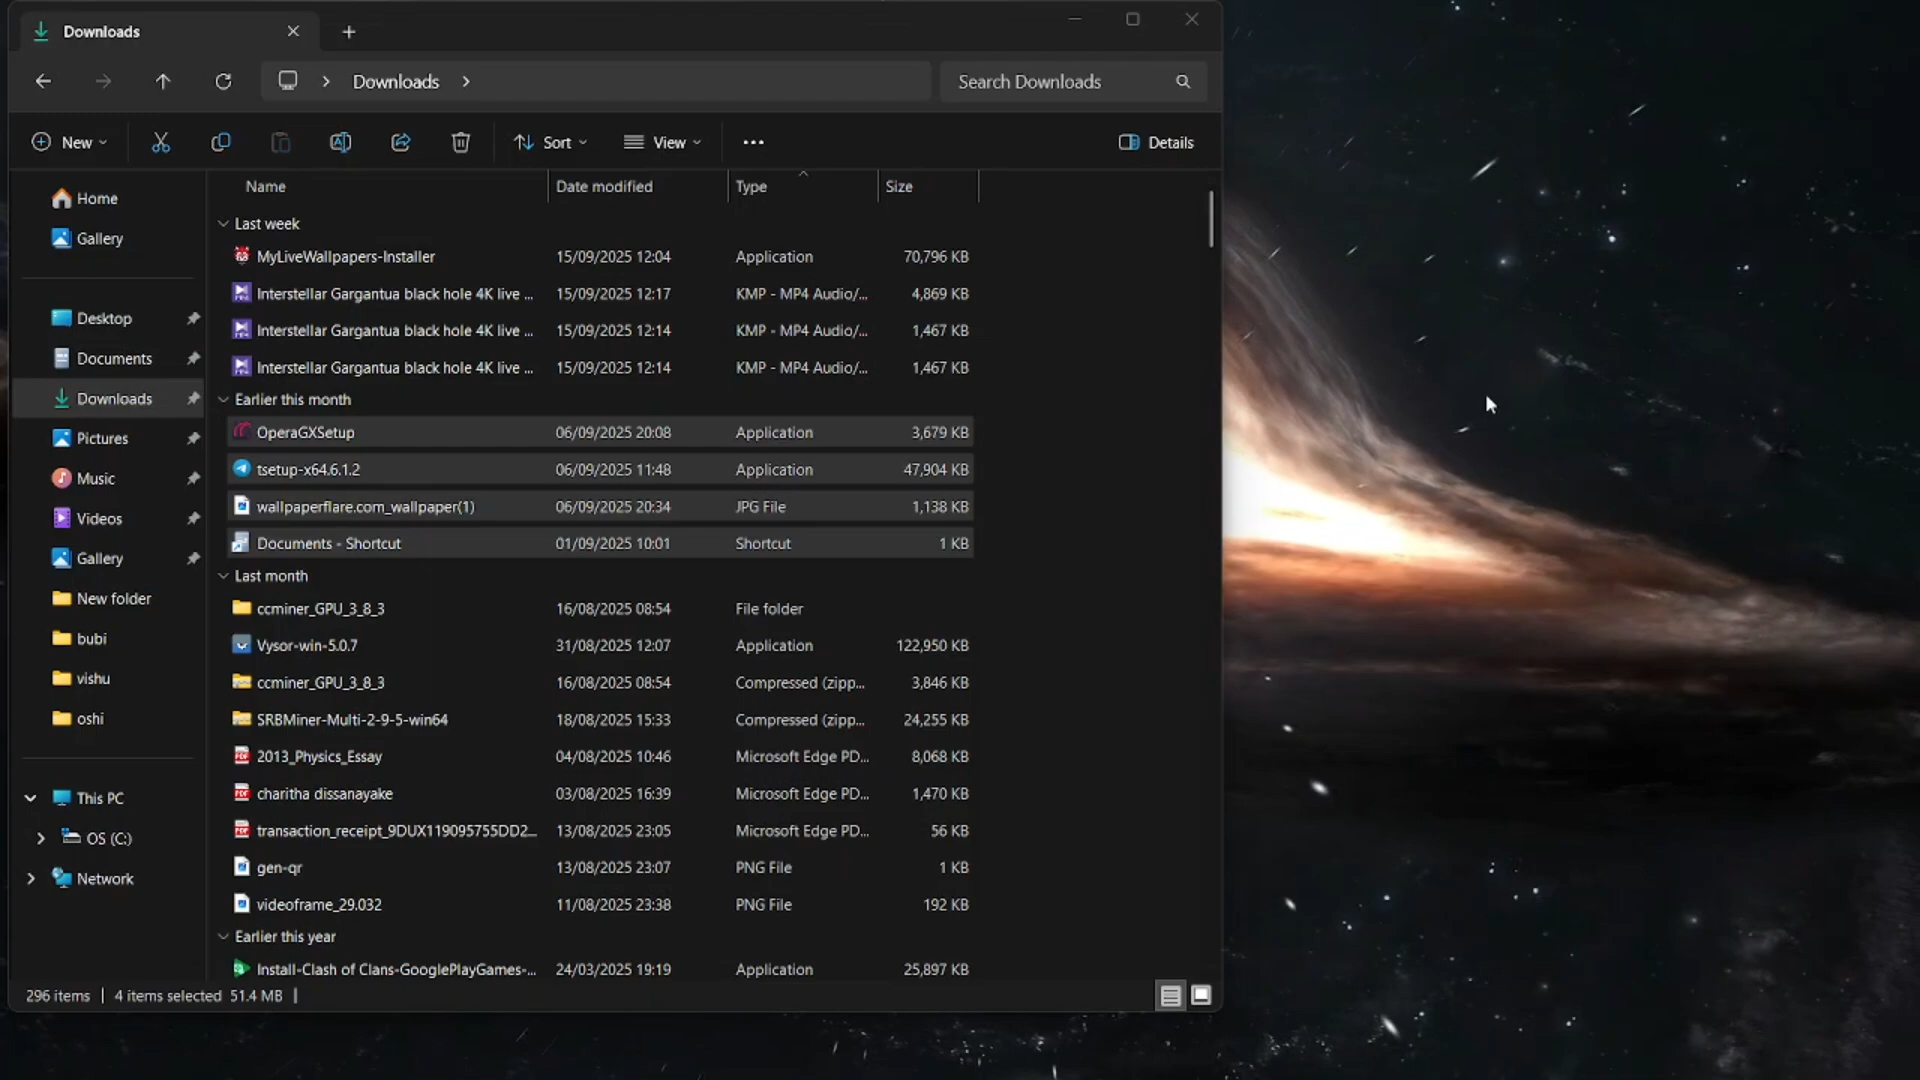 Downloads
Downloads
Search Downloads
New
Sort
View
Details
Name Date modified Type Size
Home
Gallery
Desktop
Documents
Downloads
Pictures
Music
Videos
Gallery
New folder
bubi
vishu
oshi
This PC
OS (C:)
Network
Last week
MyLiveWallpapers-Installer 15/09/2025 12:04 Application 70,796 KB
Interstellar Gargantua black hole 4K live ... 15/09/2025 12:17 KMP - MP4 Audio/... 4,869 KB
Interstellar Gargantua black hole 4K live ... 15/09/2025 12:14 KMP - MP4 Audio/... 1,467 KB
Interstellar Gargantua black hole 4K live ... 15/09/2025 12:14 KMP - MP4 Audio/... 1,467 KB
Earlier this month
OperaGXSetup 06/09/2025 20:08 Application 3,679 KB
tsetup-x64.6.1.2 06/09/2025 11:48 Application 47,904 KB
wallpaperflare.com_wallpaper(1) 06/09/2025 20:34 JPG File 1,138 KB
Documents - Shortcut 01/09/2025 10:01 Shortcut 1 KB
Last month
ccminer_GPU_3_8_3 16/08/2025 08:54 File folder
Vysor-win-5.0.7 31/08/2025 12:07 Application 122,950 KB
ccminer_GPU_3_8_3 16/08/2025 08:54 Compressed (zipp... 3,846 KB
SRBMiner-Multi-2-9-5-win64 18/08/2025 15:33 Compressed (zipp... 24,255 KB
2013_Physics_Essay 04/08/2025 10:46 Microsoft Edge PD... 8,068 KB
charitha dissanayake 03/08/2025 16:39 Microsoft Edge PD... 1,470 KB
transaction_receipt_9DUX119095755DD2... 13/08/2025 23:05 Microsoft Edge PD... 56 KB
gen-qr 13/08/2025 23:07 PNG File 1 KB
videoframe_29.032 11/08/2025 23:38 PNG File 192 KB
Earlier this year
Install-Clash of Clans-GooglePlayGames-... 24/03/2025 19:19 Application 25,897 KB
296 items | 4 items selected 51.4 MB |